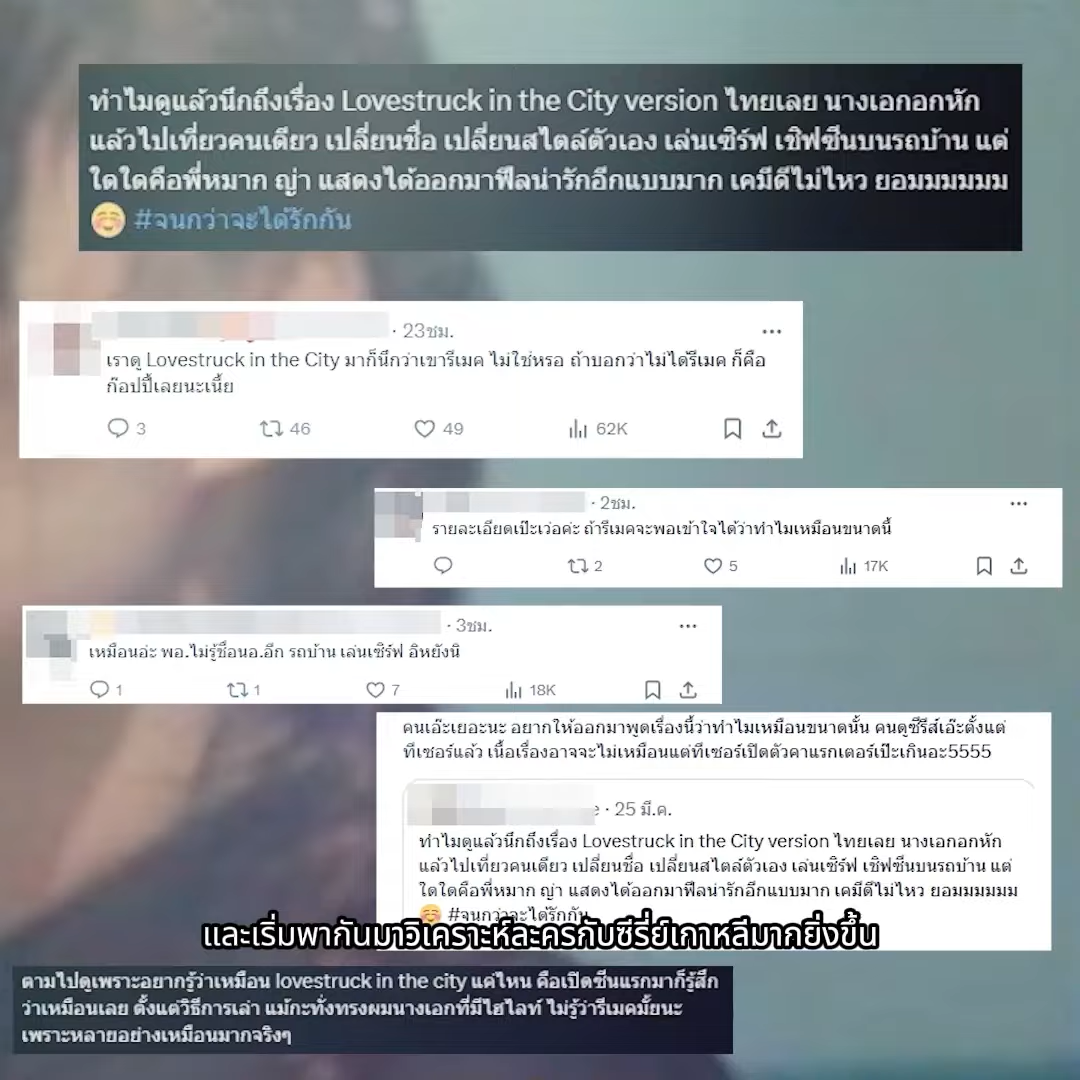 ทำไมดูแล้วนึกถึงเรื่อง Lovestruck in the City version ไทยเลย นางเอกอกหัก
แล้วไปเที่ยวคนเดียว เปลี่ยนชื่อ เปลี่ยนสไตล์ตัวเอง เล่นเซิร์ฟ เชิฟซีนบนรถบ้าน แต่
ใดใดคือพี่หมาก ญ่า แสดงได้ออกมาฟีลน่ารักอีกแบบมาก เคมีดีไม่ไหว ยอมมมมมม
☺️ #จนกว่าจะได้รักกัน
· 23ชม.
เราดู Lovestruck in the City มาก็นึกว่าเขารีเมค ไม่ใช่หรอ ถ้าบอกว่าไม่ได้รีเมค ก็คือ
ก๊อปปี้เลยนะเนี้ย
3 46 49 62K
· 2ชม.
รายละเอียดเป๊ะเว่อค่ะ ถ้ารีเมคจะพอเข้าใจได้ว่าทำไมเหมือนขนาดนี้
2 5 17K
· 3ชม.
เหมือนอ่ะ พอ.ไม่รู้ชื่อนอ.อีก รถบ้าน เล่นเซิร์ฟ อิหยังนิ
1 1 7 18K
คนเอ๊ะเยอะนะ อยากให้ออกมาพูดเรื่องนี้ว่าทำไมเหมือนขนาดนั้น คนดูซีรีส์เอ๊ะตั้งแต่
ทีเซอร์แล้ว เนื้อเรื่องอาจจะไม่เหมือนแต่ทีเซอร์เปิดตัวคาแรกเตอร์เป๊ะเกินอะ5555
e · 25 มี.ค.
ทำไมดูแล้วนึกถึงเรื่อง Lovestruck in the City version ไทยเลย นางเอกอกหัก
แล้วไปเที่ยวคนเดียว เปลี่ยนชื่อ เปลี่ยนสไตล์ตัวเอง เล่นเซิร์ฟ เชิฟซีนบนรถบ้าน แต่
ใดใดคือพี่หมาก ญ่า แสดงได้ออกมาฟีลน่ารักอีกแบบมาก เคมีดีไม่ไหว ยอมมมมมม
☺️ #จนกว่าจะได้รักกัน
และเริ่มพากันมาวิเคราะห์ละครกับซีรี่ย์เกาหลีมากยิ่งขึ้น
ตามไปดูเพราะอยากรู้ว่าเหมือน lovestruck in the city แค่ไหน คือเปิดซีนแรกมาก็รู้สึก
ว่าเหมือนเลย ตั้งแต่วิธีการเล่า แม้กะทั่งทรงผมนางเอกที่มีไฮไลท์ ไม่รู้ว่ารีเมคมั้ยนะ
เพราะหลายอย่างเหมือนมากจริงๆ